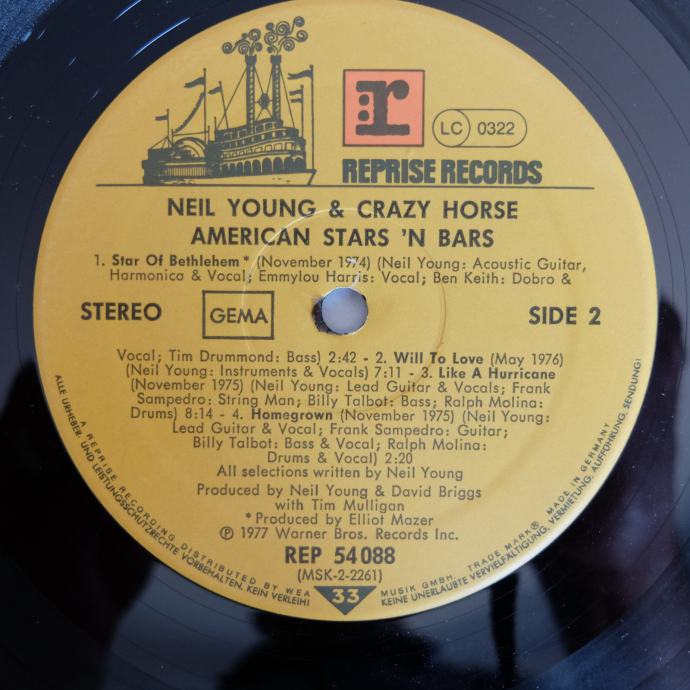 r
LC 0322
REPRISE RECORDS
NEIL YOUNG & CRAZY HORSE
AMERICAN STARS 'N BARS
1. Star Of Bethlehem* (November 1974) (Neil Young: Acoustic Guitar,
Harmonica & Vocal; Emmylou Harris: Vocal; Ben Keith: Dobro &
STEREO GEMA SIDE 2
Vocal; Tim Drummond: Bass) 2:42 - 2. Will To Love (May 1976)
(Neil Young: Instruments & Vocals) 7:11 - 3. Like A Hurricane
(November 1975) (Neil Young: Lead Guitar & Vocals; Frank
Sampedro: String Man; Billy Talbot: Bass; Ralph Molina:
Drums) 8:14 - 4. Homegrown (November 1975) (Neil Young:
Lead Guitar & Vocal; Frank Sampedro: Guitar;
Billy Talbot: Bass & Vocal; Ralph Molina:
Drums & Vocal) 2:20
All selections written by Neil Young
Produced by Neil Young & David Briggs
with Tim Mulligan
*Produced by Elliot Mazer
℗ 1977 Warner Bros. Records Inc.
REP 54 088
(MSK-2-2261)
33
A REPRISE RECORDING DISTRIBUTED BY WEA MUSIK GMBH. TRADE MARK® MADE IN GERMANY
ALLE URHEBER- UND LEISTUNGSSCHUTZRECHTE VORBEHALTEN. KEIN VERLEIH! KEINE UNERLAUBTE VERVIELFÄLTIGUNG, VERMIETUNG, AUFFÜHRUNG, SENDUNG!